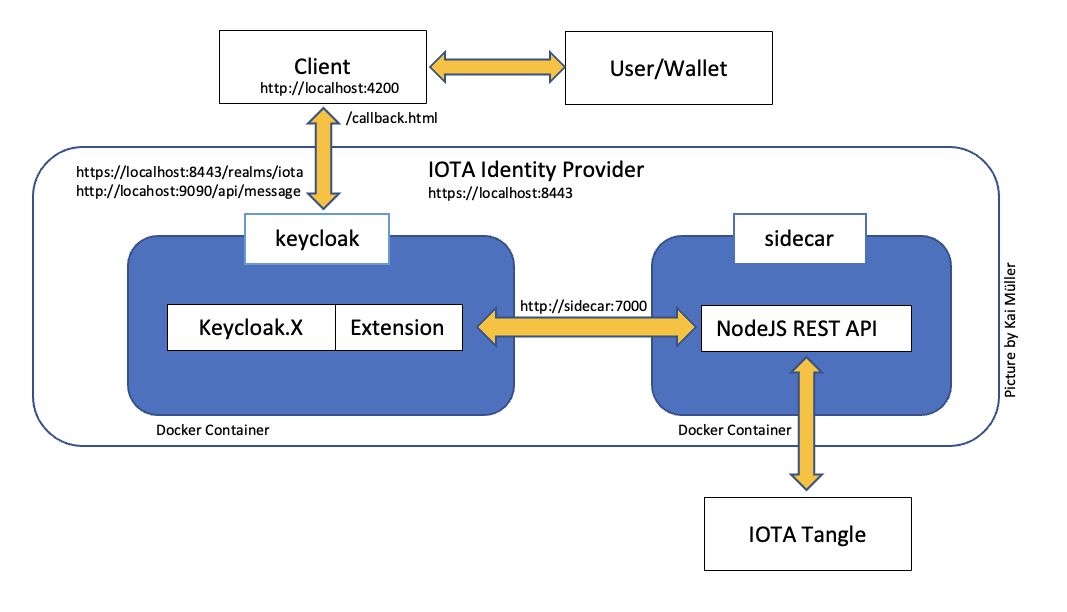 Client
http://localhost:4200
User/Wallet
/callback.html
https://localhost:8443/realms/iota
http://locahost:9090/api/message
IOTA Identity Provider
https://localhost:8443
keycloak
sidecar
http://sidecar:7000
Keycloak.X
Extension
NodeJS REST API
Docker Container
Docker Container
IOTA Tangle
Picture by Kai Müller